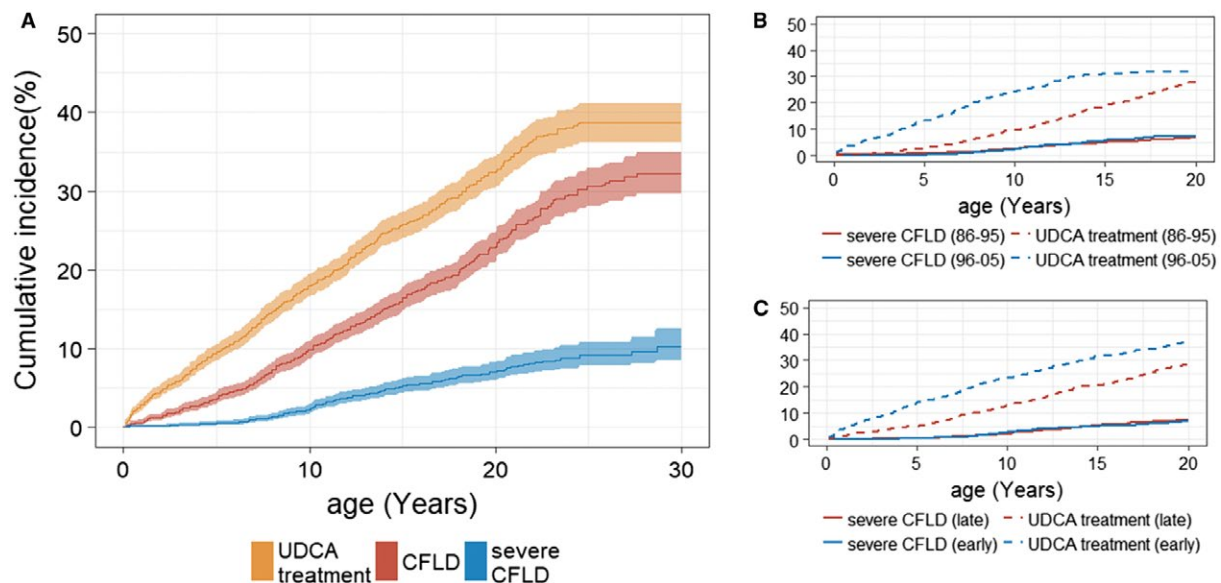 A
Cumulative incidence(%)
50
40
30
20
10
0
0 10 20 30
age (Years)
UDCA treatment
CFLD
severe CFLD
B
50
40
30
20
10
0
0 5 10 15 20
age (Years)
severe CFLD (86-95) UDCA treatment (86-95)
severe CFLD (96-05) UDCA treatment (96-05)
C
50
40
30
20
10
0
0 5 10 15 20
age (Years)
severe CFLD (late) UDCA treatment (late)
severe CFLD (early) UDCA treatment (early)